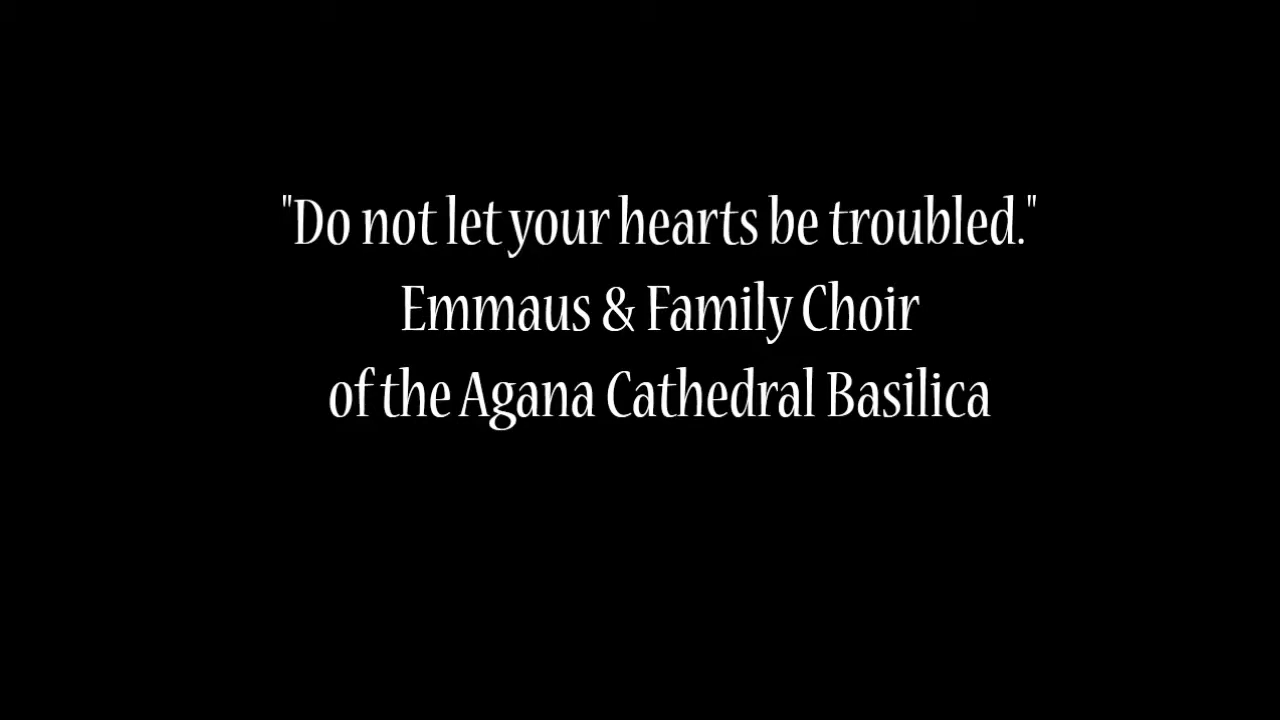 "Do not let your hearts be troubled."
Emmaus & Family Choir
of the Agana Cathedral Basilica